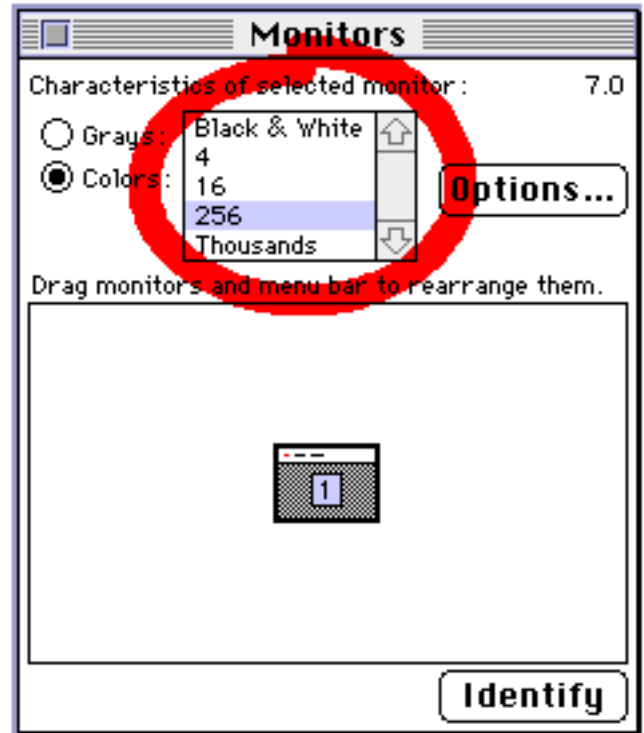 Monitors
Characteristics of selected monitor: 7.0
Grays:
Colors:
Black & White
4
16
256
Thousands
Options...
Drag monitors and menu bar to rearrange them.
1
Identify